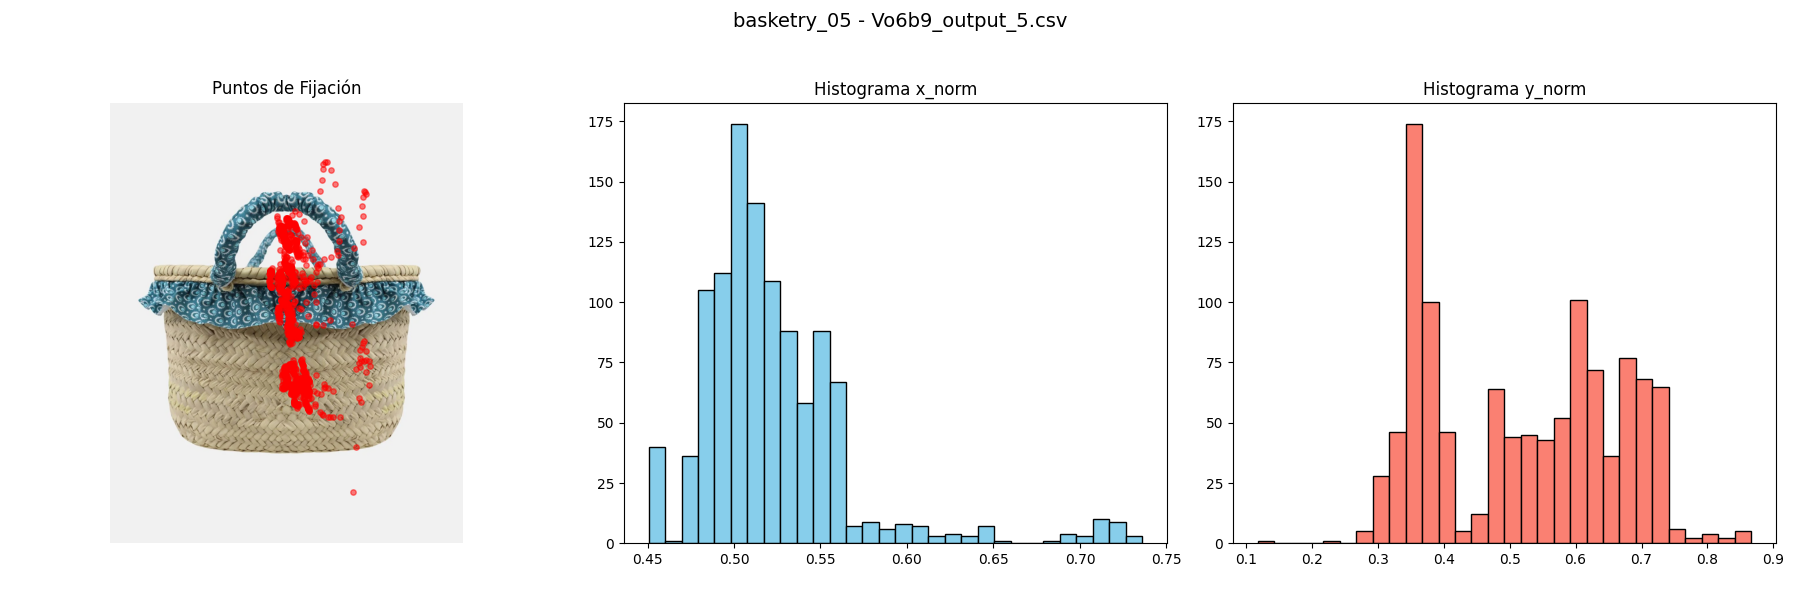 basketry_05 - Vo6b9_output_5.csv
Puntos de Fijación
Histograma x_norm
175
150
125
100
75
50
25
0
0.45 0.50 0.55 0.60 0.65 0.70 0.75
Histograma y_norm
175
150
125
100
75
50
25
0
0.1 0.2 0.3 0.4 0.5 0.6 0.7 0.8 0.9